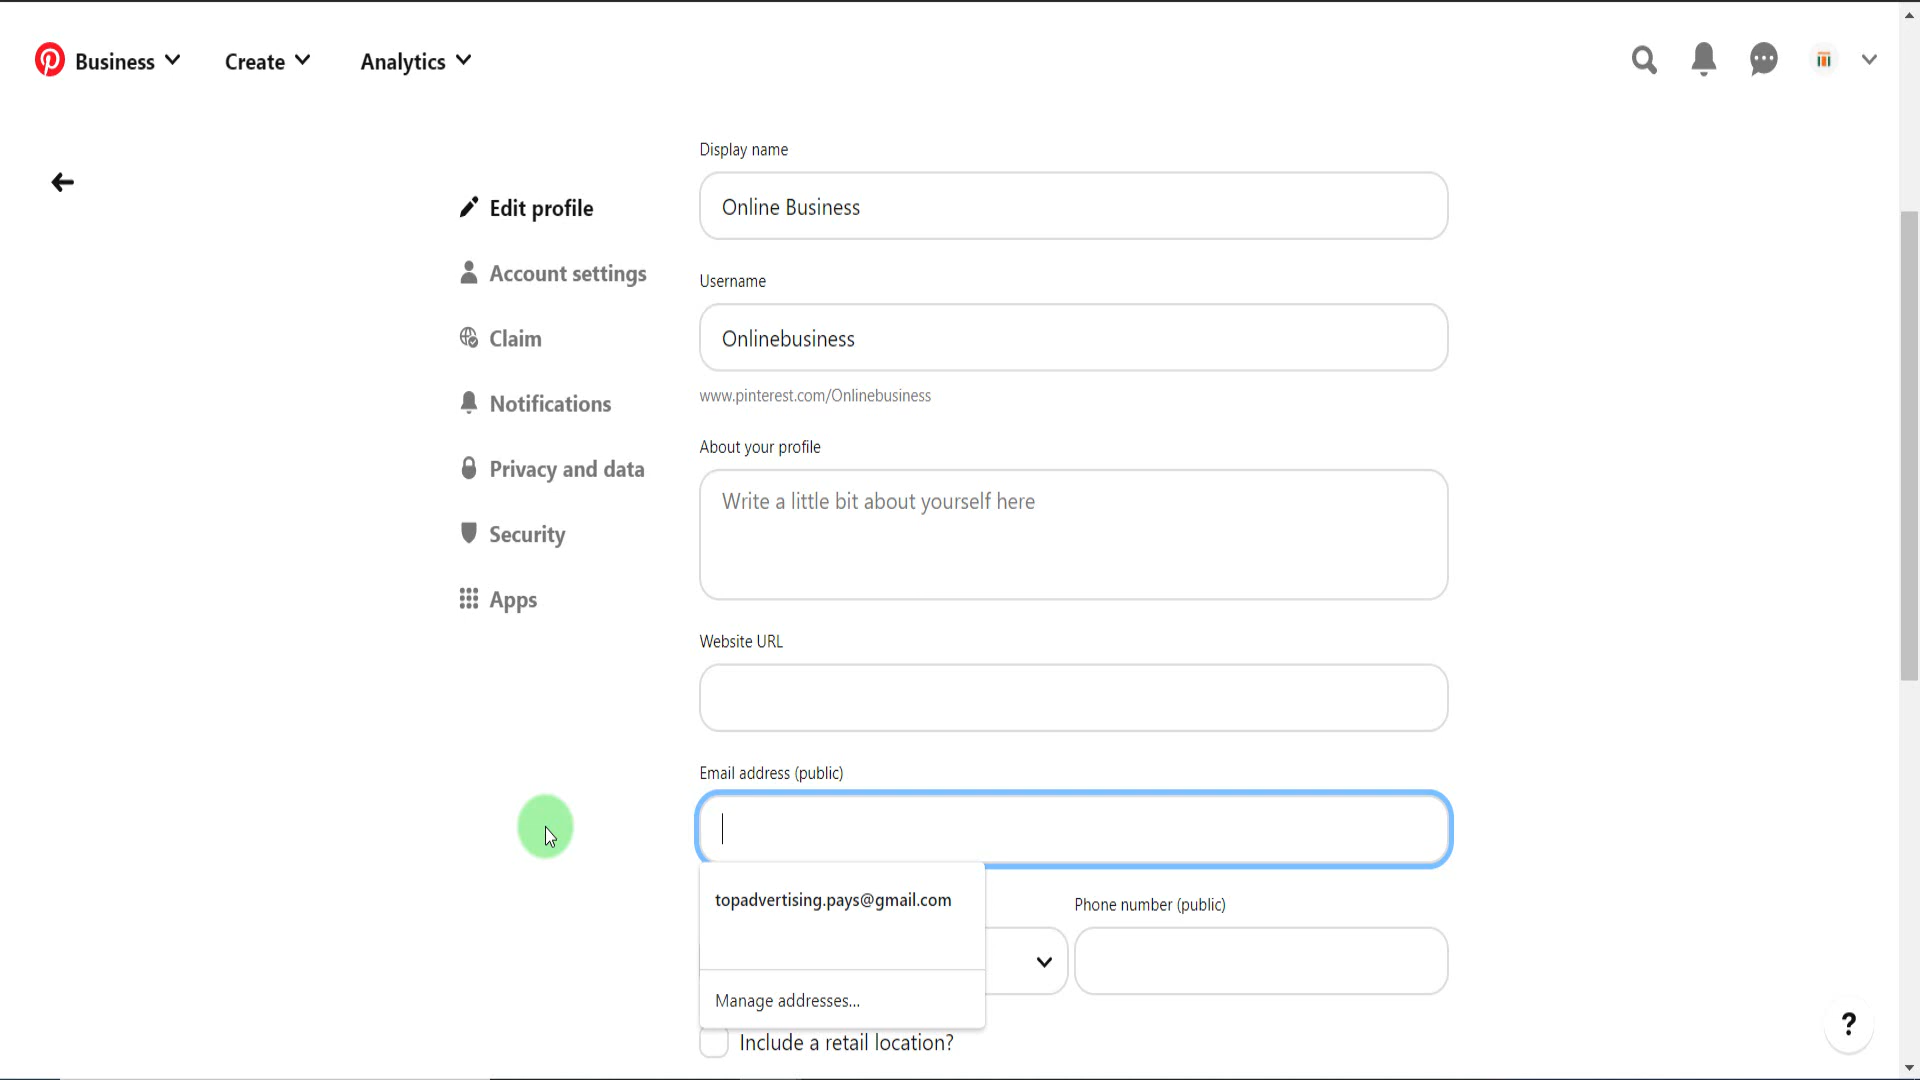 Business
Create
Analytics
Display name
Edit profile
Online Business
Account settings
Username
Claim
Onlinebusiness
www.pinterest.com/Onlinebusiness
Notifications
About your profile
Privacy and data
Write a little bit about yourself here
Security
Apps
Website URL
Email address (public)
topadvertising.pays@gmail.com
Phone number (public)
Manage addresses...
Include a retail location?
?